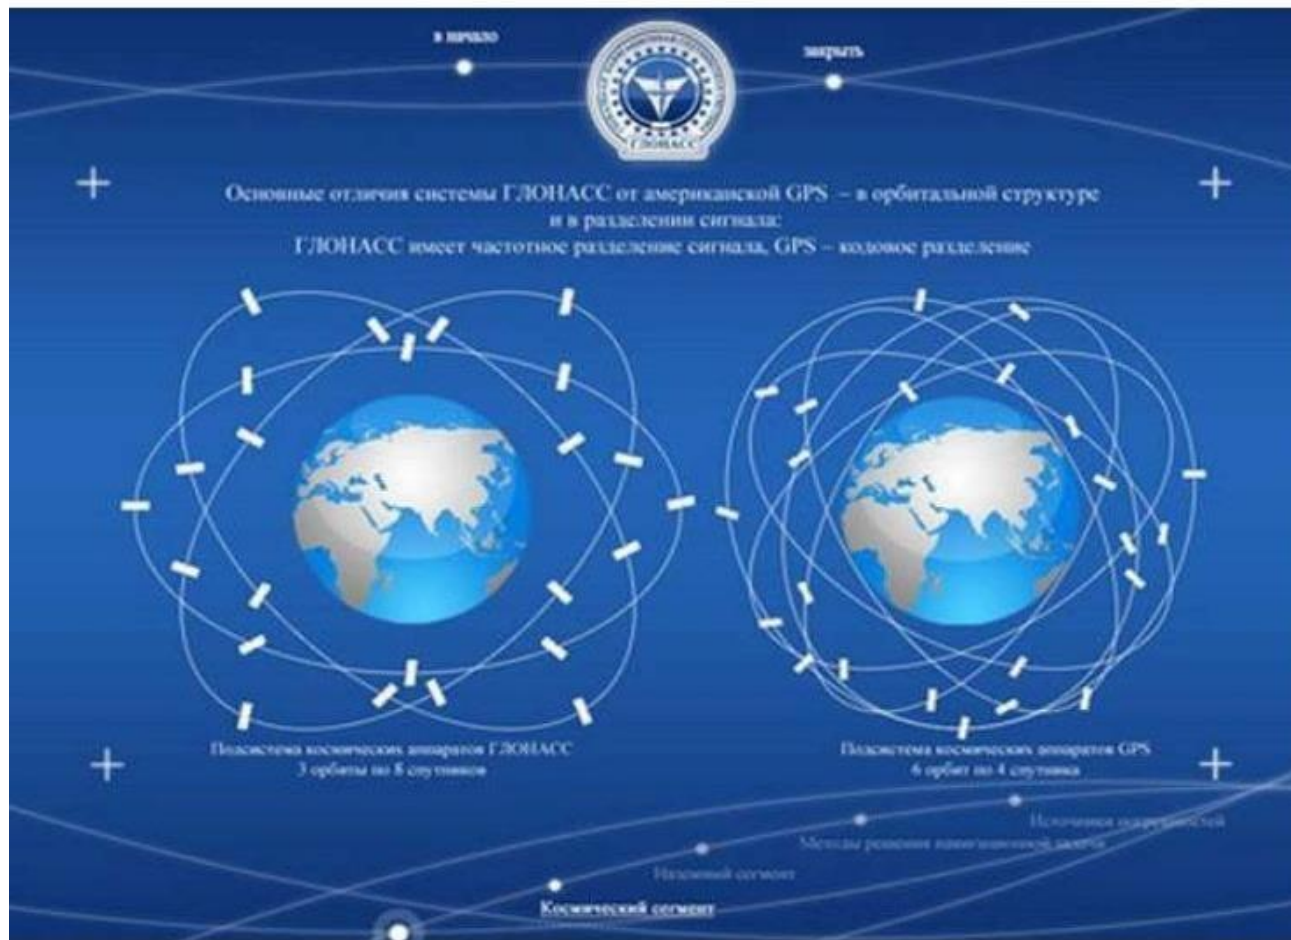 в начало
закрыть
ГЛОНАСС
Основные отличия системы ГЛОНАСС от американской GPS – в орбитальной структуре
и в разделении сигнала:
ГЛОНАСС имеет частотное разделение сигнала, GPS – кодовое разделение
Подсистема космических аппаратов ГЛОНАСС
3 орбиты по 8 спутников
Подсистема космических аппаратов GPS
6 орбит по 4 спутника
Источники погрешностей
Методы решения навигационной задачи
Наземный сегмент
Космический сегмент